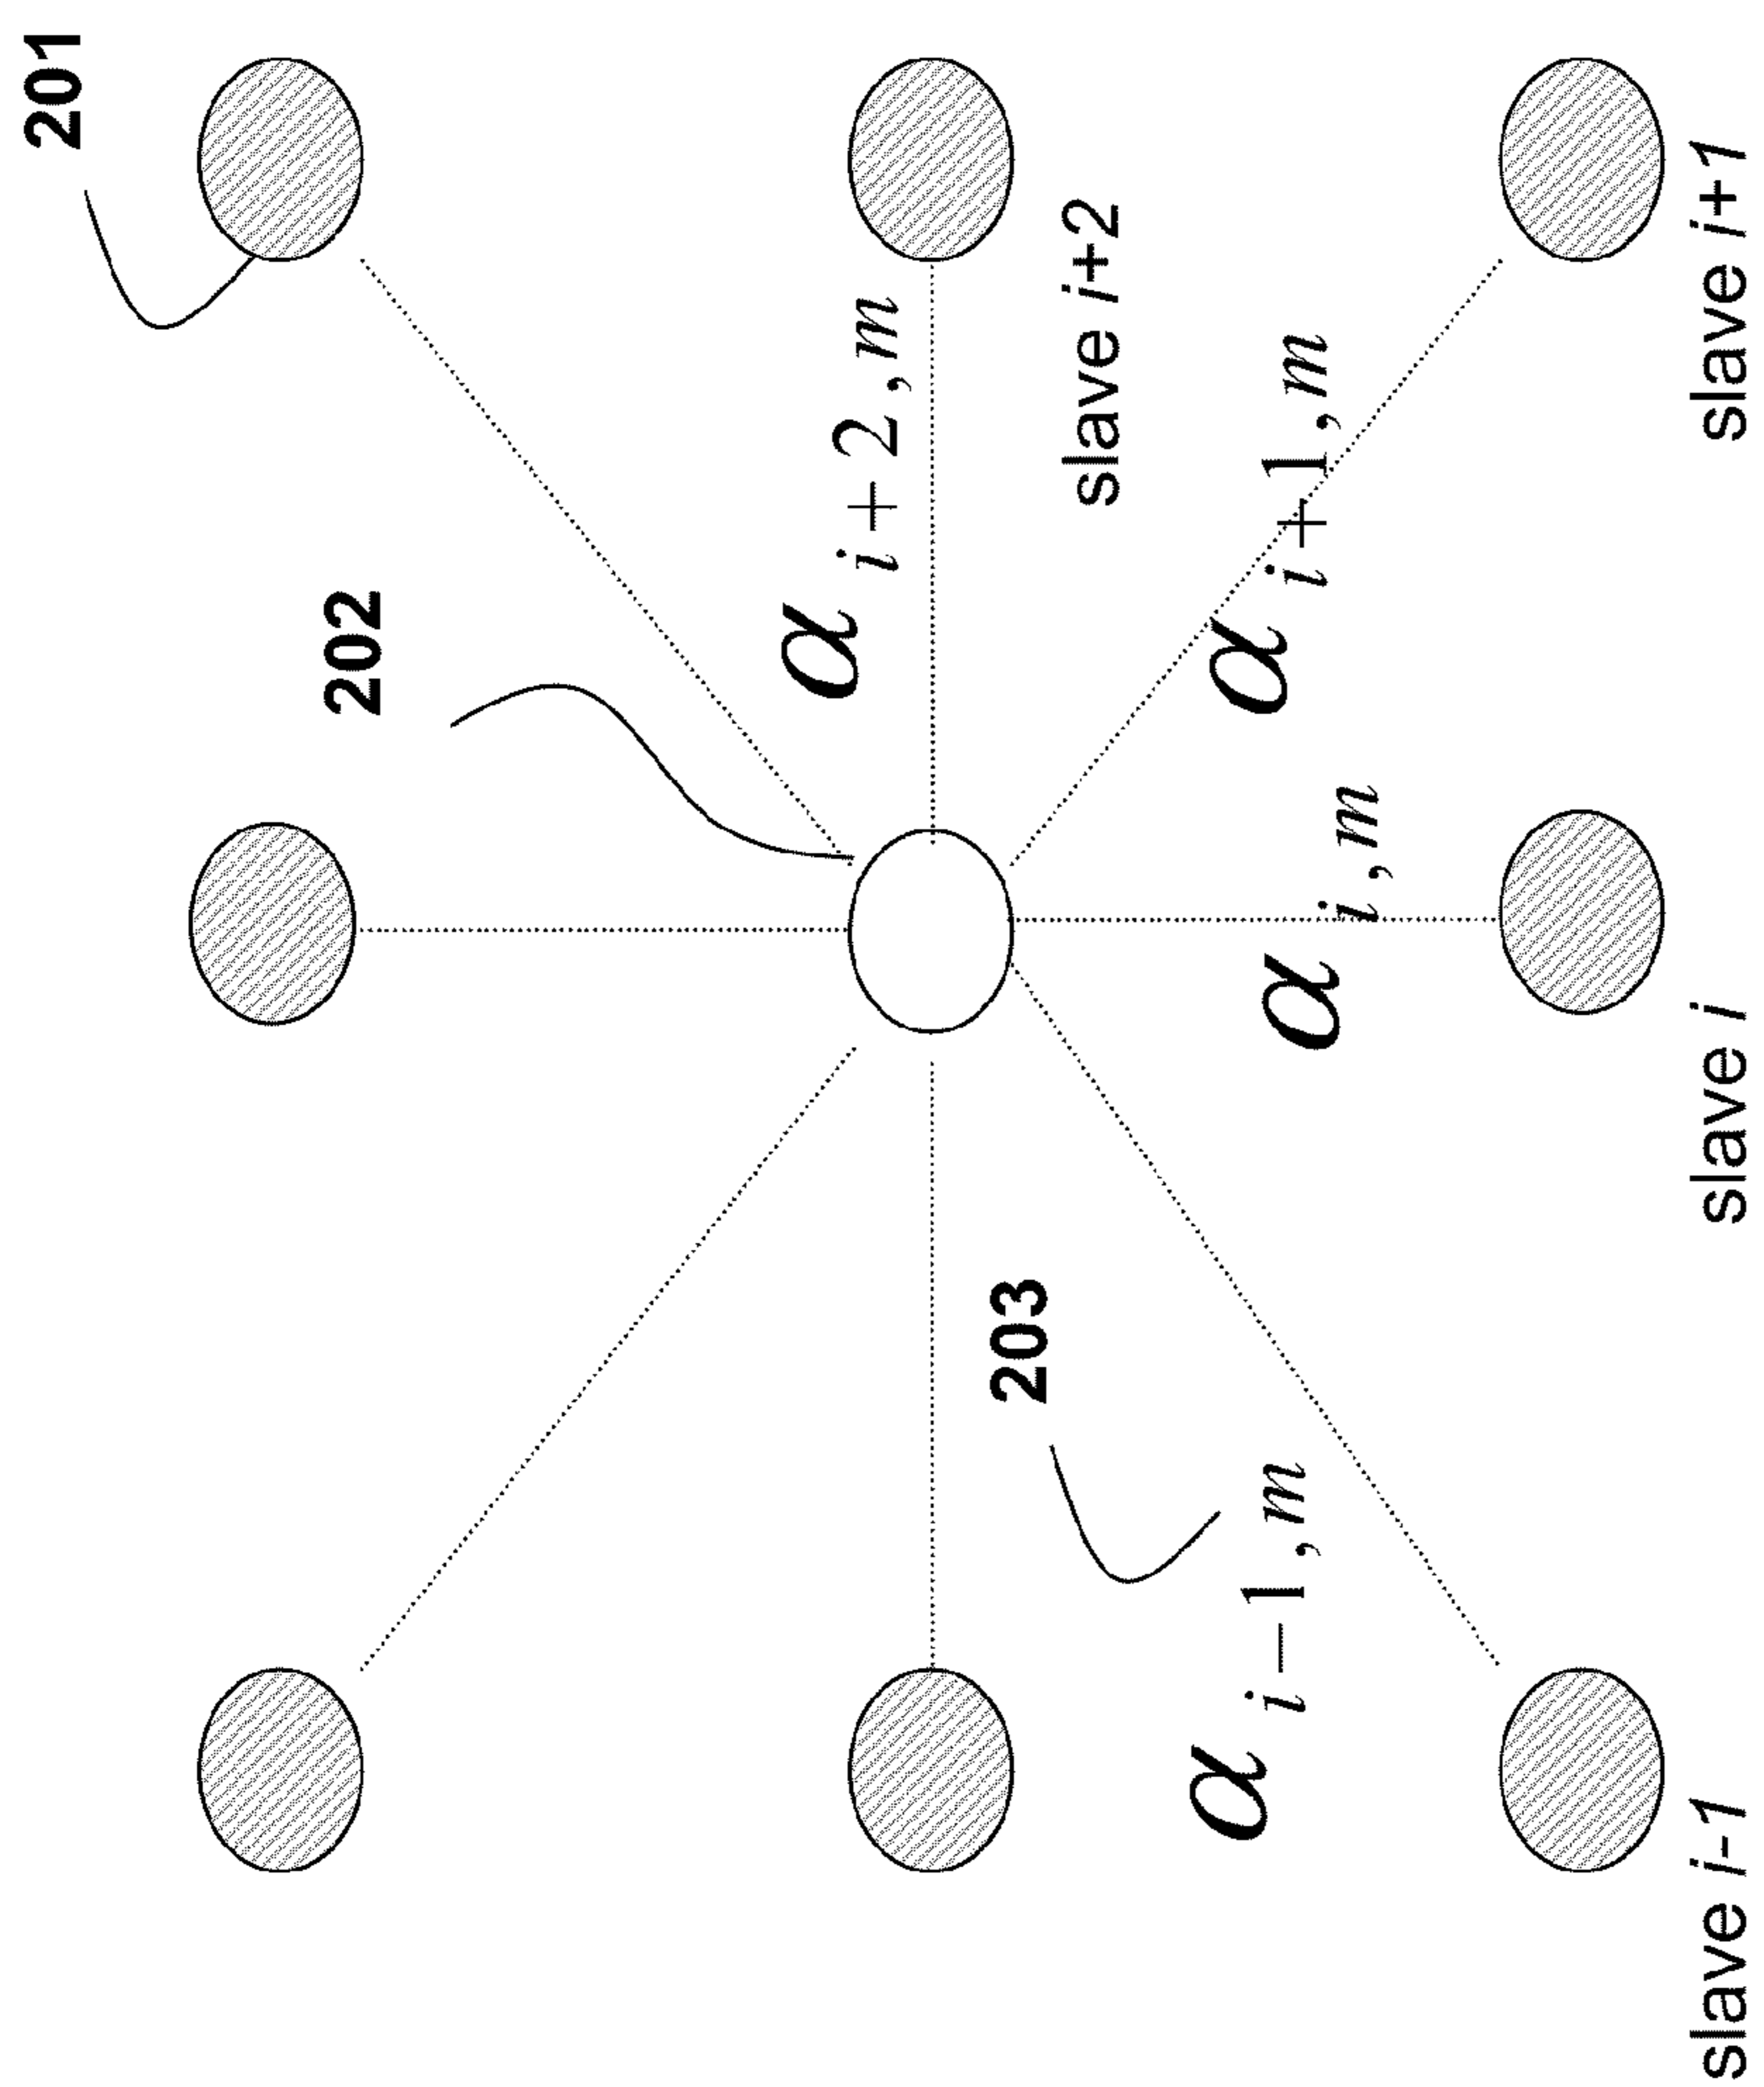 201
202
α i+2,m
203
slave i+2
α i−1,m
α i,m
α i+1,m
slave i-1
slave i
slave i+1